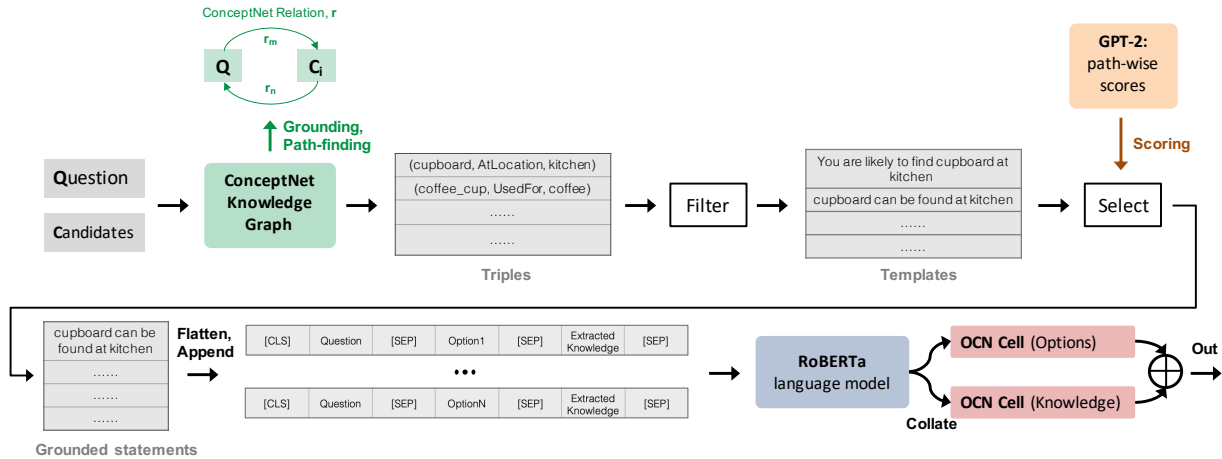 ConceptNet Relation, r
rm
Q
Ci
rn
Grounding,
Path-finding
GPT-2:
path-wise
scores
Scoring
Question
Candidates
ConceptNet
Knowledge
Graph
(cupboard, AtLocation, kitchen)
(coffee_cup, UsedFor, coffee)
......
......
Triples
Filter
You are likely to find cupboard at
kitchen
cupboard can be found at kitchen
......
......
Templates
Select
cupboard can be
found at kitchen
......
......
......
Grounded statements
Flatten,
Append
[CLS] Question [SEP] Option1 [SEP] Extracted Knowledge [SEP]
•••
[CLS] Question [SEP] OptionN [SEP] Extracted Knowledge [SEP]
RoBERTa
language model
Collate
OCN Cell (Options)
OCN Cell (Knowledge)
Out